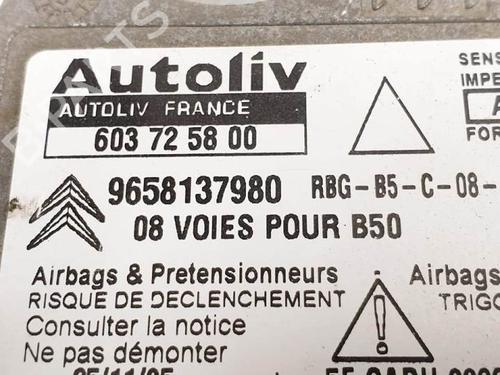 Autoliv
AUTOLIV FRANCE
603 72 58 00
SENS
IMPE
FOR
9658137980 RBG-B5-C-08-
08 VOIES POUR B50
Airbags & Pretensionneurs
RISQUE DE DECLENCHEMENT
Consulter la notice
Ne pas démonter
Airbags
TRIGG